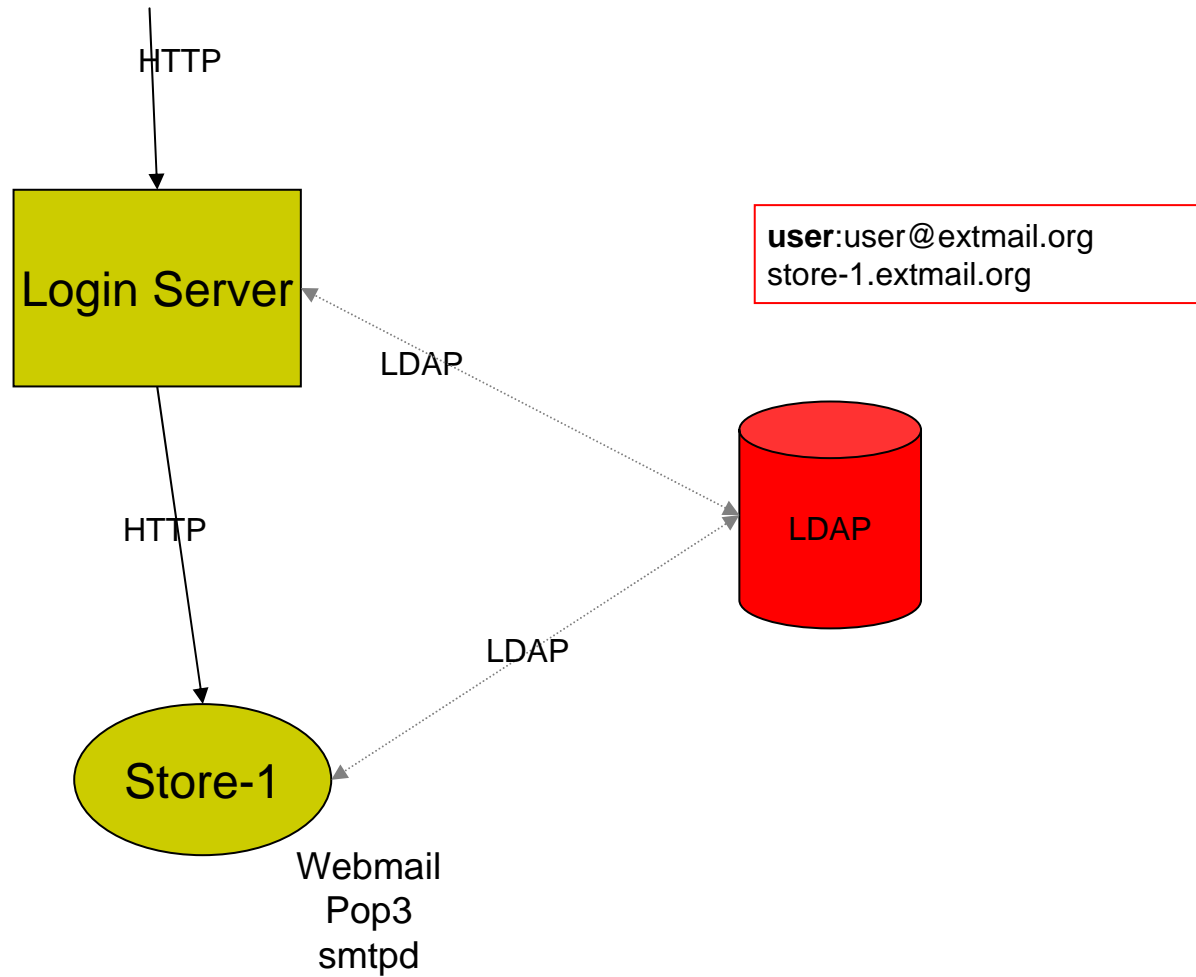 HTTP
Login Server
user:user@extmail.org
store-1.extmail.org
LDAP
HTTP
LDAP
LDAP
Store-1
Webmail
Pop3
smtpd